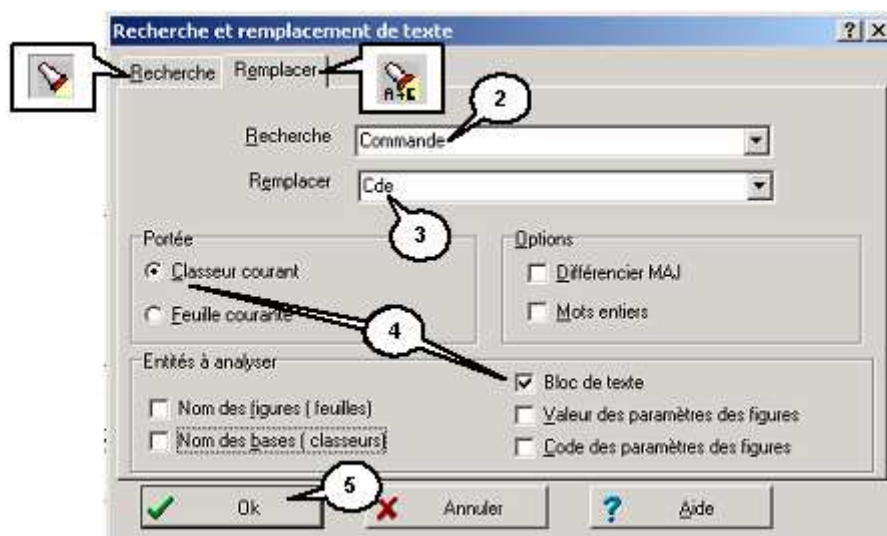 Recherche et remplacement de texte
Recherche
Remplacer
A→C
2
Recherche
Commande
Remplacer
Cde
3
Portée
Options
Classeur courant
Différencier MAJ
Feuille courante
Mots entiers
4
Entités à analyser
Bloc de texte
Nom des figures ( feuilles)
Valeur des paramètres des figures
Nom des bases ( classeurs)
Code des paramètres des figures
5
Ok
Annuler
Aide